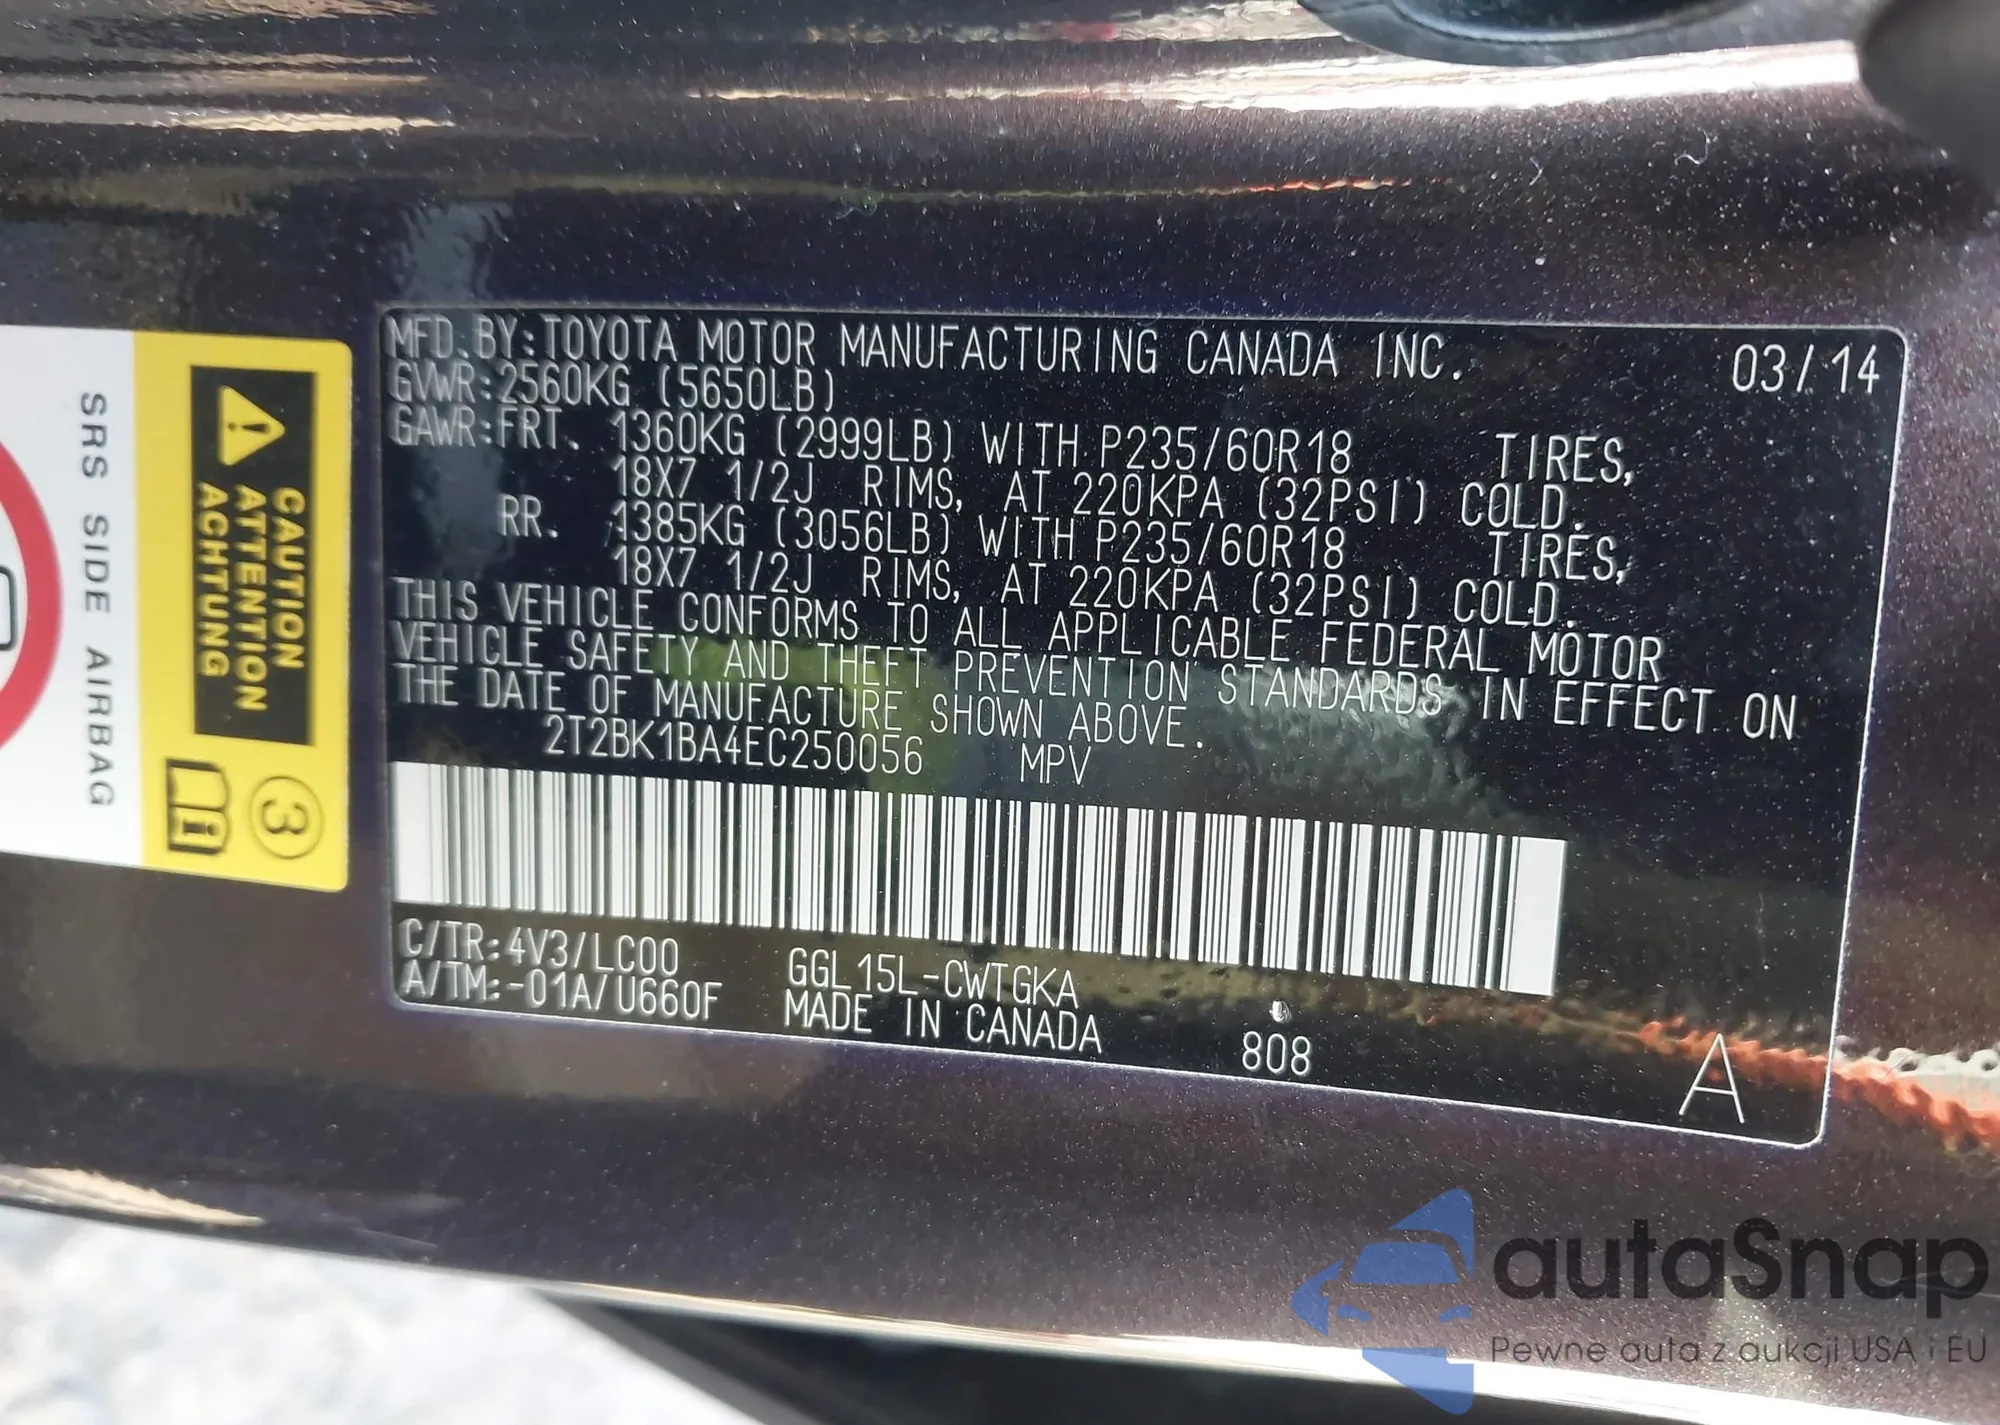 MFD. BY: TOYOTA MOTOR MANUFACTURING CANADA INC. 03/14
GVWR: 2560KG (5650LB)
GAWR: FRT. 1360KG (2999LB) WITH P235/60R18 TIRES,
18X7 1/2J RIMS, AT 220KPA (32PSI) COLD.
RR. 1385KG (3056LB) WITH P235/60R18 TIRES,
18X7 1/2J RIMS, AT 220KPA (32PSI) COLD.
THIS VEHICLE CONFORMS TO ALL APPLICABLE FEDERAL MOTOR
VEHICLE SAFETY AND THEFT PREVENTION STANDARDS IN EFFECT ON
THE DATE OF MANUFACTURE SHOWN ABOVE.
2T2BK1BA4EC250056 MPV
C/TR: 4V3/LC00 GGL15L-CWTGKA
A/TM: -01A/U660F MADE IN CANADA 808 A
CAUTION
ATTENTION
ACHTUNG
3
SRS SIDE AIRBAG
autaSnap
Pewne auta z aukcji USA i EU